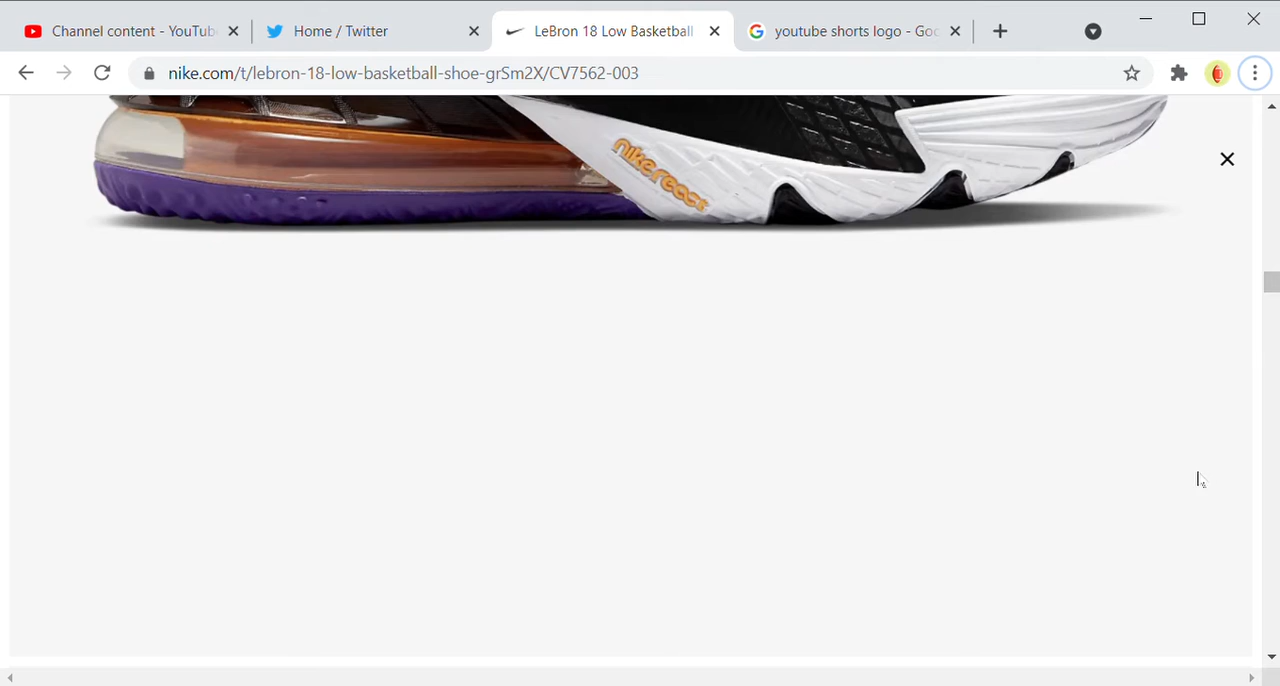 Channel content - YouTub
Home / Twitter
LeBron 18 Low Basketball
youtube shorts logo - Goo
nike.com/t/lebron-18-low-basketball-shoe-grSm2X/CV7562-003
nike react